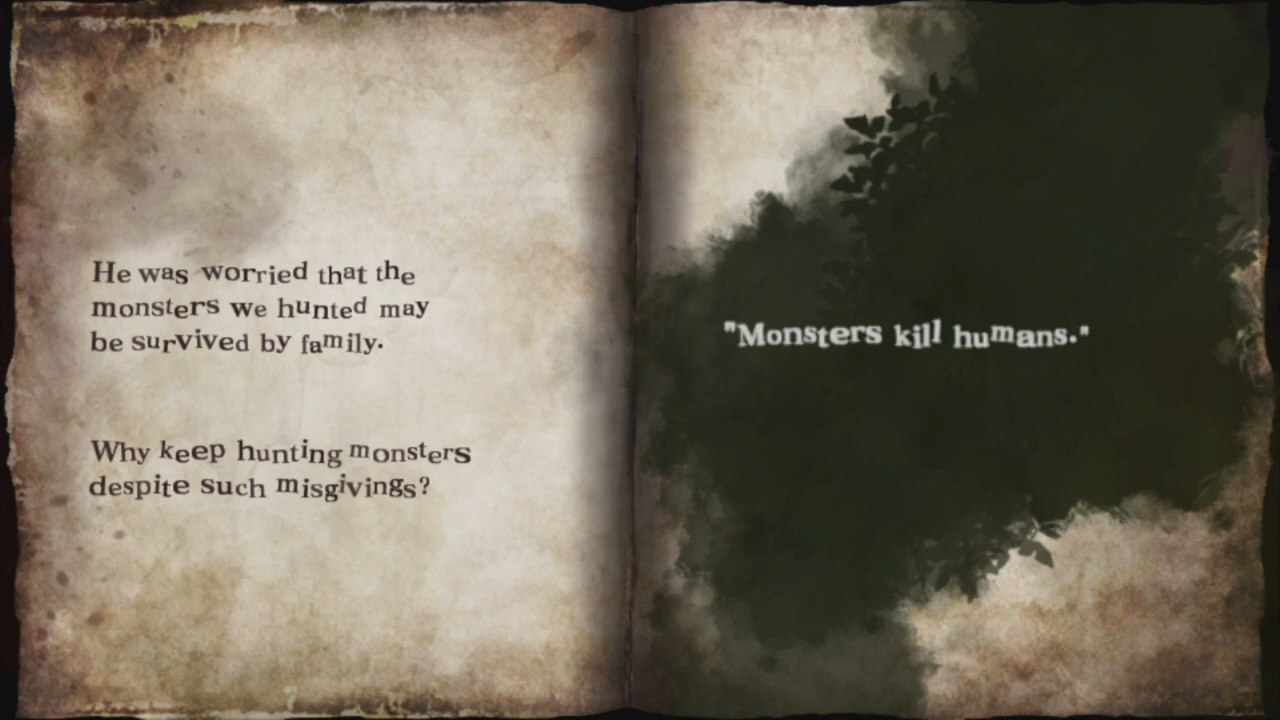 He was worried that the
monsters we hunted may
be survived by family.
Why keep hunting monsters
despite such misgivings?
"Monsters kill humans."